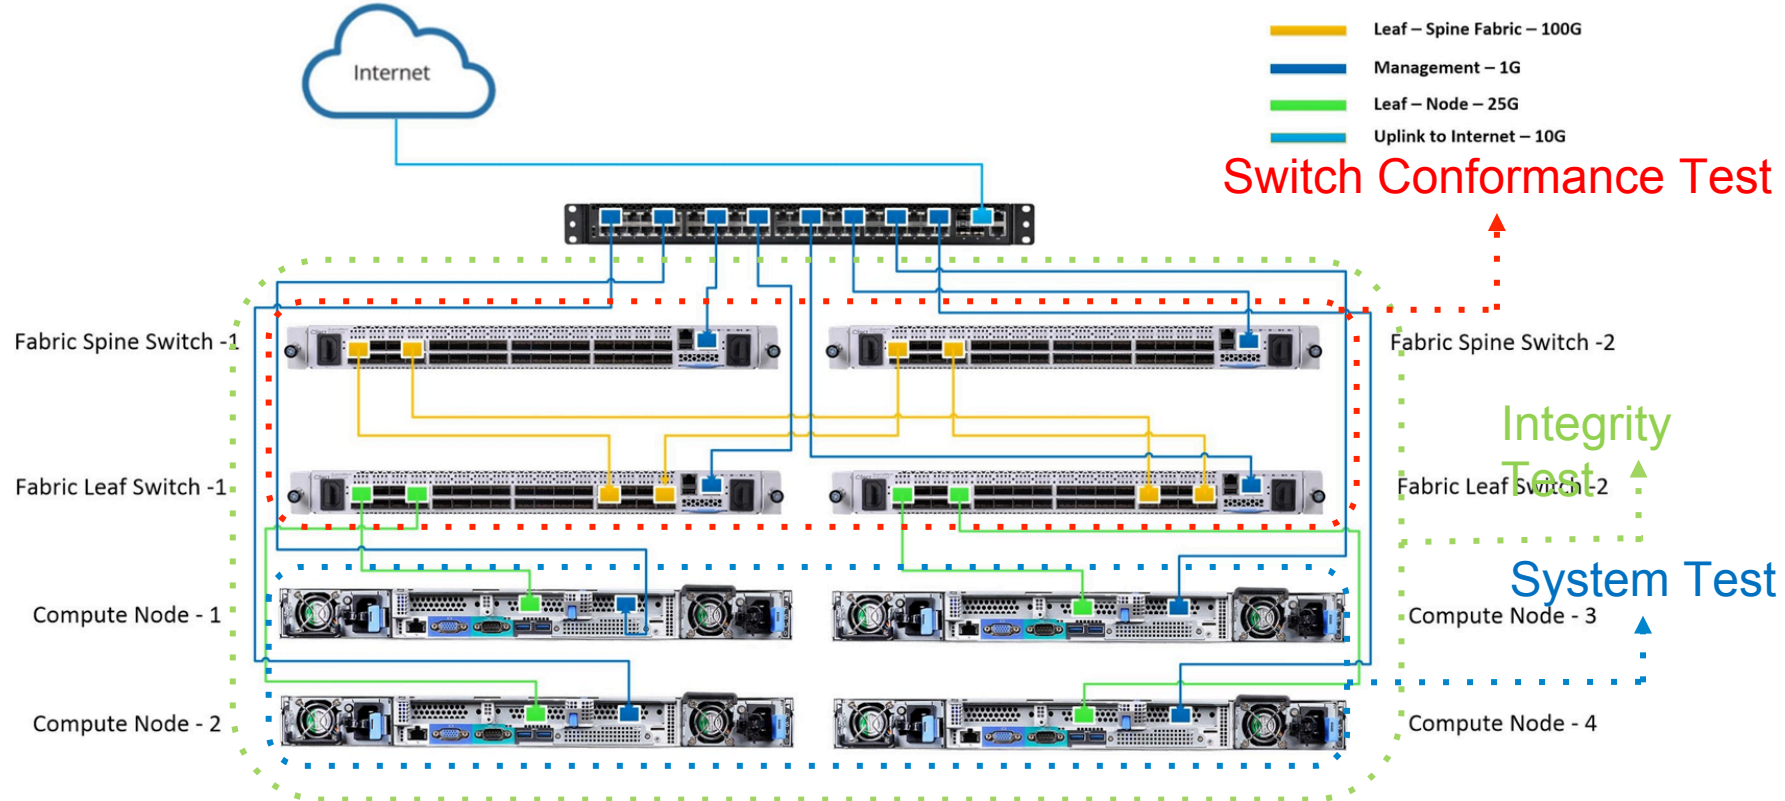 Internet
Leaf – Spine Fabric – 100G
Management – 1G
Leaf – Node – 25G
Uplink to Internet – 10G
Switch Conformance Test
Fabric Spine Switch -1
Fabric Spine Switch -2
Integrity
Test
Fabric Leaf Switch -1
Fabric Leaf Switch -2
System Test
Compute Node - 1
Compute Node - 3
Compute Node - 2
Compute Node - 4